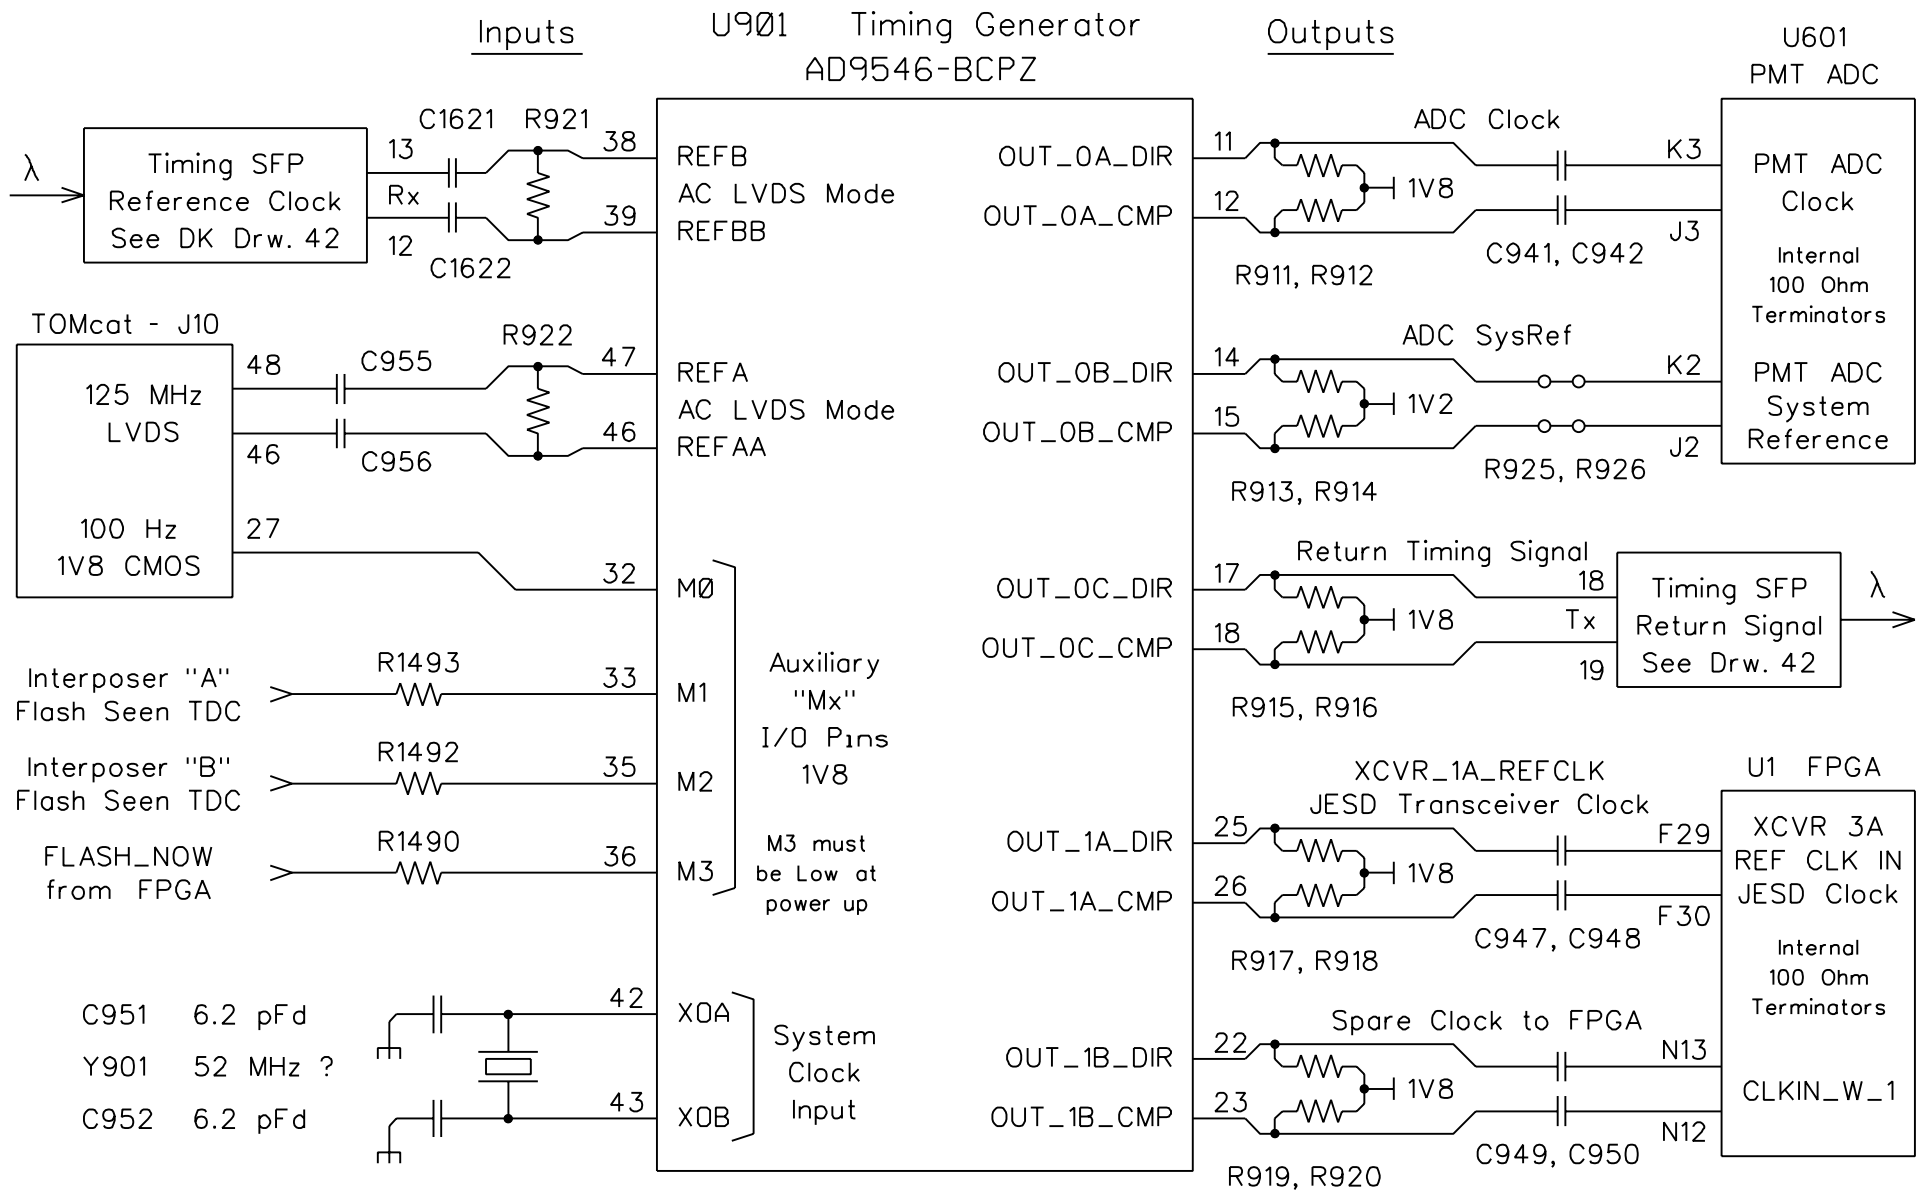 Inputs
U9Ø1 Timing Generator
AD9546-BCPZ
Outputs
U601
PMT ADC
λ
Timing SFP
Reference Clock
See DK Drw. 42
13
Rx
12
C1621
R921
C1622
38
39
REFB
AC LVDS Mode
REFBB
TOMcat - J10
125 MHz
LVDS
48
46
C955
C956
R922
47
46
REFA
AC LVDS Mode
REFAA
100 Hz
1V8 CMOS
27
32
MØ
Interposer "A"
Flash Seen TDC
R1493
33
M1
Interposer "B"
Flash Seen TDC
R1492
35
M2
FLASH_NOW
from FPGA
R1490
36
M3
Auxiliary
"Mx"
I/O Pins
1V8
M3 must
be Low at
power up
C951 6.2 pFd
Y901 52 MHz ?
C952 6.2 pFd
42
43
XOA
XOB
System
Clock
Input
OUT_0A_DIR
OUT_0A_CMP
11
12
1V8
R911, R912
ADC Clock
C941, C942
K3
J3
PMT ADC
Clock
Internal
100 Ohm
Terminators
OUT_0B_DIR
OUT_0B_CMP
14
15
1V2
R913, R914
ADC SysRef
R925, R926
K2
J2
PMT ADC
System
Reference
OUT_0C_DIR
OUT_0C_CMP
17
18
1V8
R915, R916
Return Timing Signal
18
Tx
19
Timing SFP
Return Signal
See Drw. 42
λ
OUT_1A_DIR
OUT_1A_CMP
25
26
1V8
R917, R918
XCVR_1A_REFCLK
JESD Transceiver Clock
C947, C948
F29
F30
U1 FPGA
XCVR 3A
REF CLK IN
JESD Clock
Internal
100 Ohm
Terminators
OUT_1B_DIR
OUT_1B_CMP
22
23
1V8
R919, R920
Spare Clock to FPGA
C949, C950
N13
N12
CLKIN_W_1